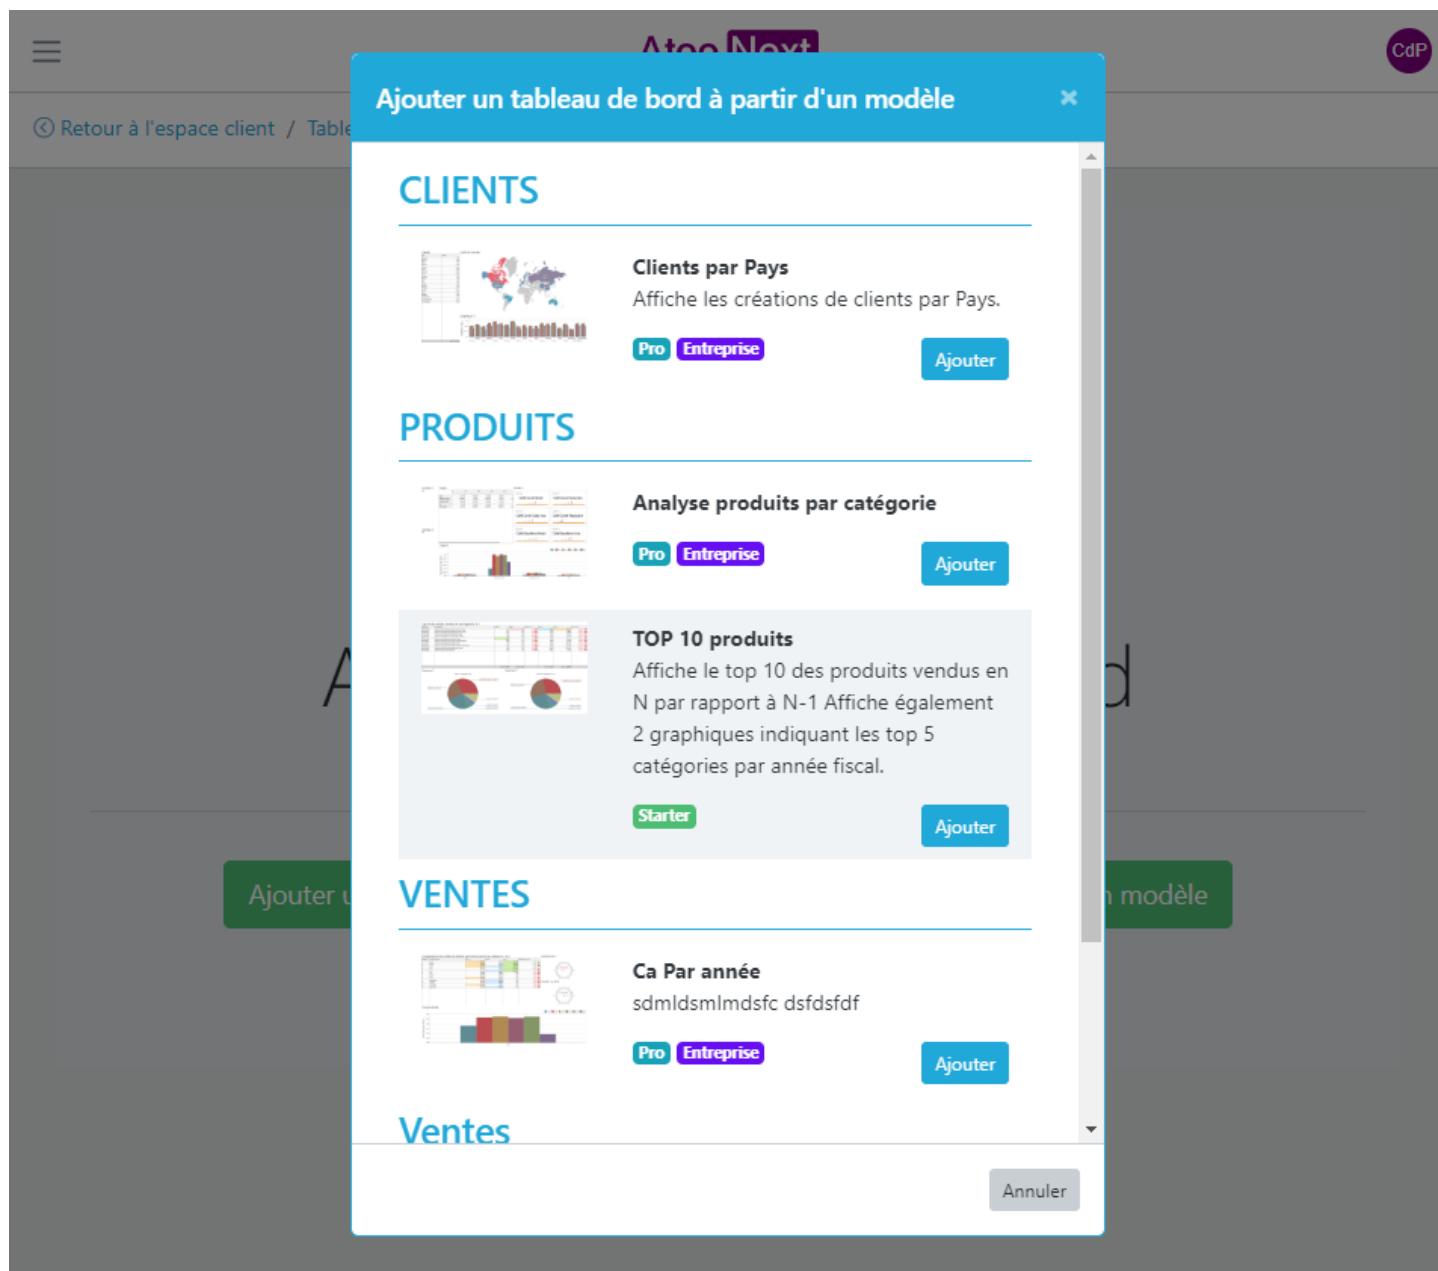 Atoo Next
CdP
Retour à l'espace client / Table
Ajouter un tableau de bord à partir d'un modèle
×
CLIENTS
Clients par Pays
Affiche les créations de clients par Pays.
Pro Entreprise
Ajouter
PRODUITS
Analyse produits par catégorie
Pro Entreprise
Ajouter
TOP 10 produits
Affiche le top 10 des produits vendus en
N par rapport à N-1 Affiche également
2 graphiques indiquant les top 5
catégories par année fiscal.
Starter
Ajouter
A d
Ajouter u n modèle
VENTES
Ca Par année
sdmldsmlmdsfc dsfdsfdf
Pro Entreprise
Ajouter
Ventes
Annuler